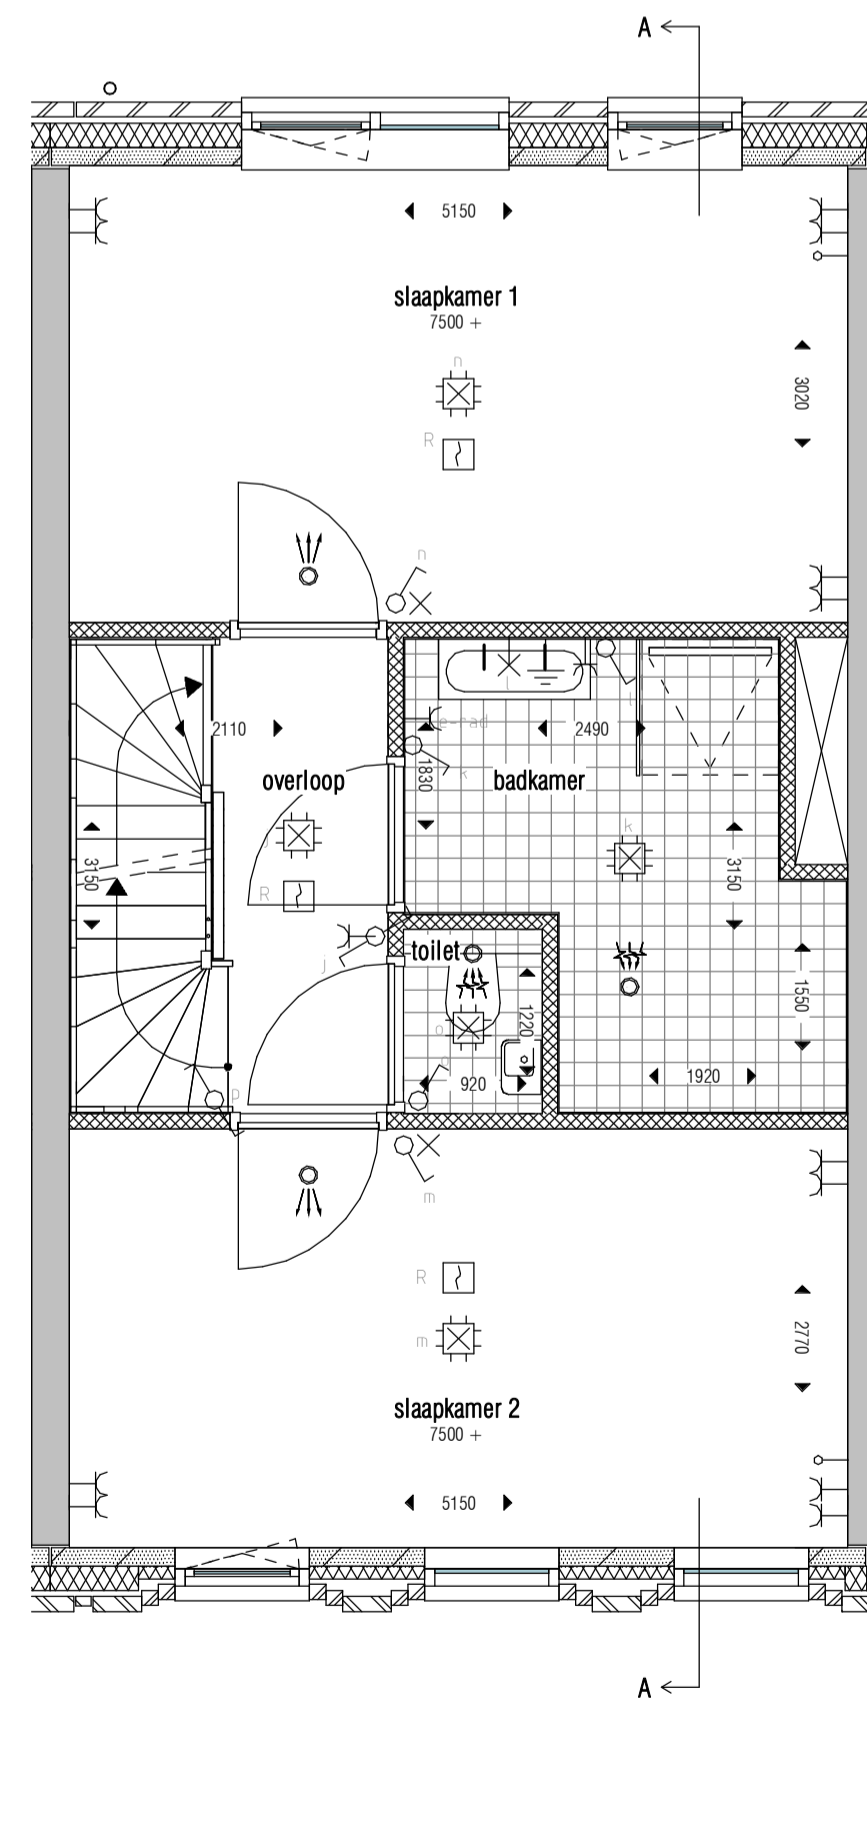 A
5150
slaapkamer 1
7500 +
n
3020
R
n
2110
e-rad
2490
l
l
overloop
1830
k
badkamer
k
j
3150
3150
R
toilet
j
1550
o
1220
o
920
1920
p
m
R
m
2770
slaapkamer 2
7500 +
5150
A